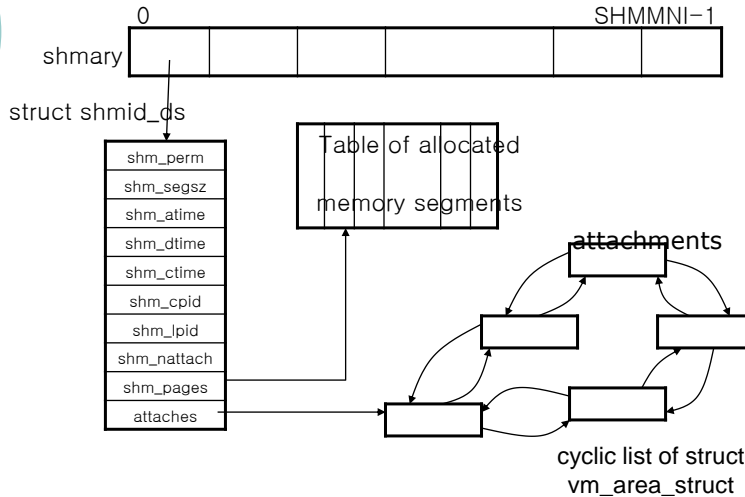 0
SHMMNI-1
shmary
struct shmid_ds
shm_perm
shm_segsz
shm_atime
shm_dtime
shm_ctime
shm_cpid
shm_lpid
shm_nattach
shm_pages
attaches
Table of allocated
memory segments
attachments
cyclic list of struct
vm_area_struct